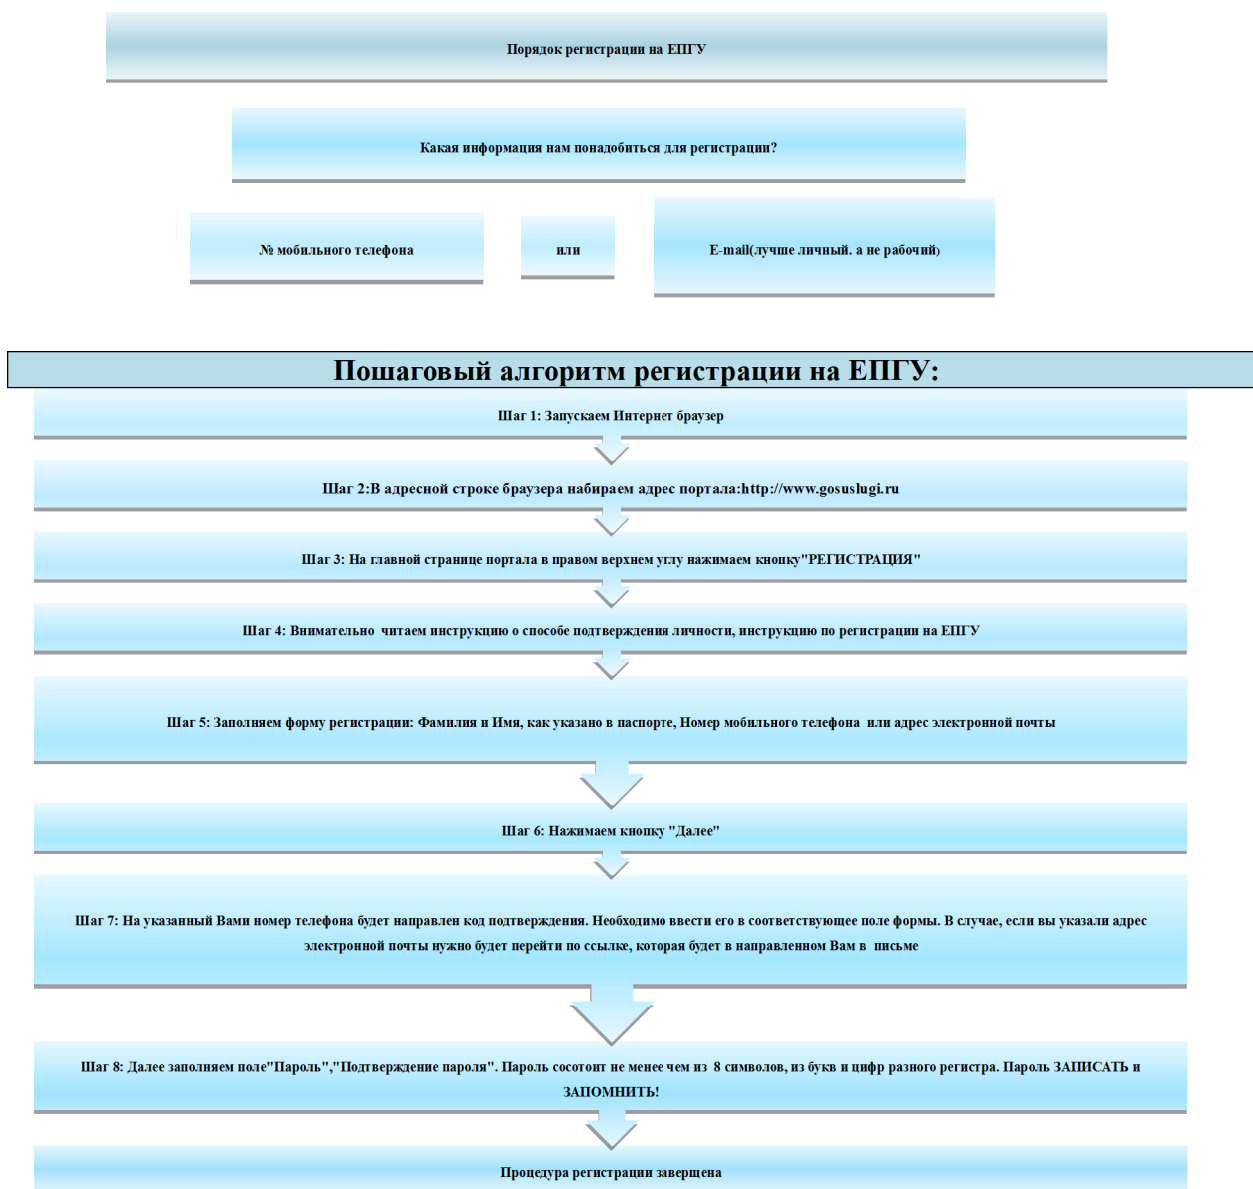 Порядок регистрации на ЕПГУ
Какая информация нам понадобиться для регистрации?
№ мобильного телефона
или
E-mail(лучше личный. а не рабочий)
Пошаговый алгоритм регистрации на ЕПГУ:
Шаг 1: Запускаем Интернет браузер
Шаг 2:В адресной строке браузера набираем адрес портала:http://www.gosuslugi.ru
Шаг 3: На главной странице портала в правом верхнем углу нажимаем кнопку"РЕГИСТРАЦИЯ"
Шаг 4: Внимательно  читаем инструкцию о способе подтверждения личности, инструкцию по регистрации на ЕПГУ
Шаг 5: Заполняем форму регистрации: Фамилия и Имя, как указано в паспорте, Номер мобильного телефона  или адрес электронной почты
Шаг 6: Нажимаем кнопку "Далее"
Шаг 7: На указанный Вами номер телефона будет направлен код подтверждения. Необходимо ввести его в соответствующее поле формы. В случае, если вы указали адрес
электронной почты нужно будет перейти по ссылке, которая будет в направленном Вам в  письме
Шаг 8: Далее заполняем поле"Пароль","Подтверждение пароля". Пароль сосотоит не менее чем из  8 символов, из букв и цифр разного регистра. Пароль ЗАПИСАТЬ и
ЗАПОМНИТЬ!
Процедура регистрации завершена